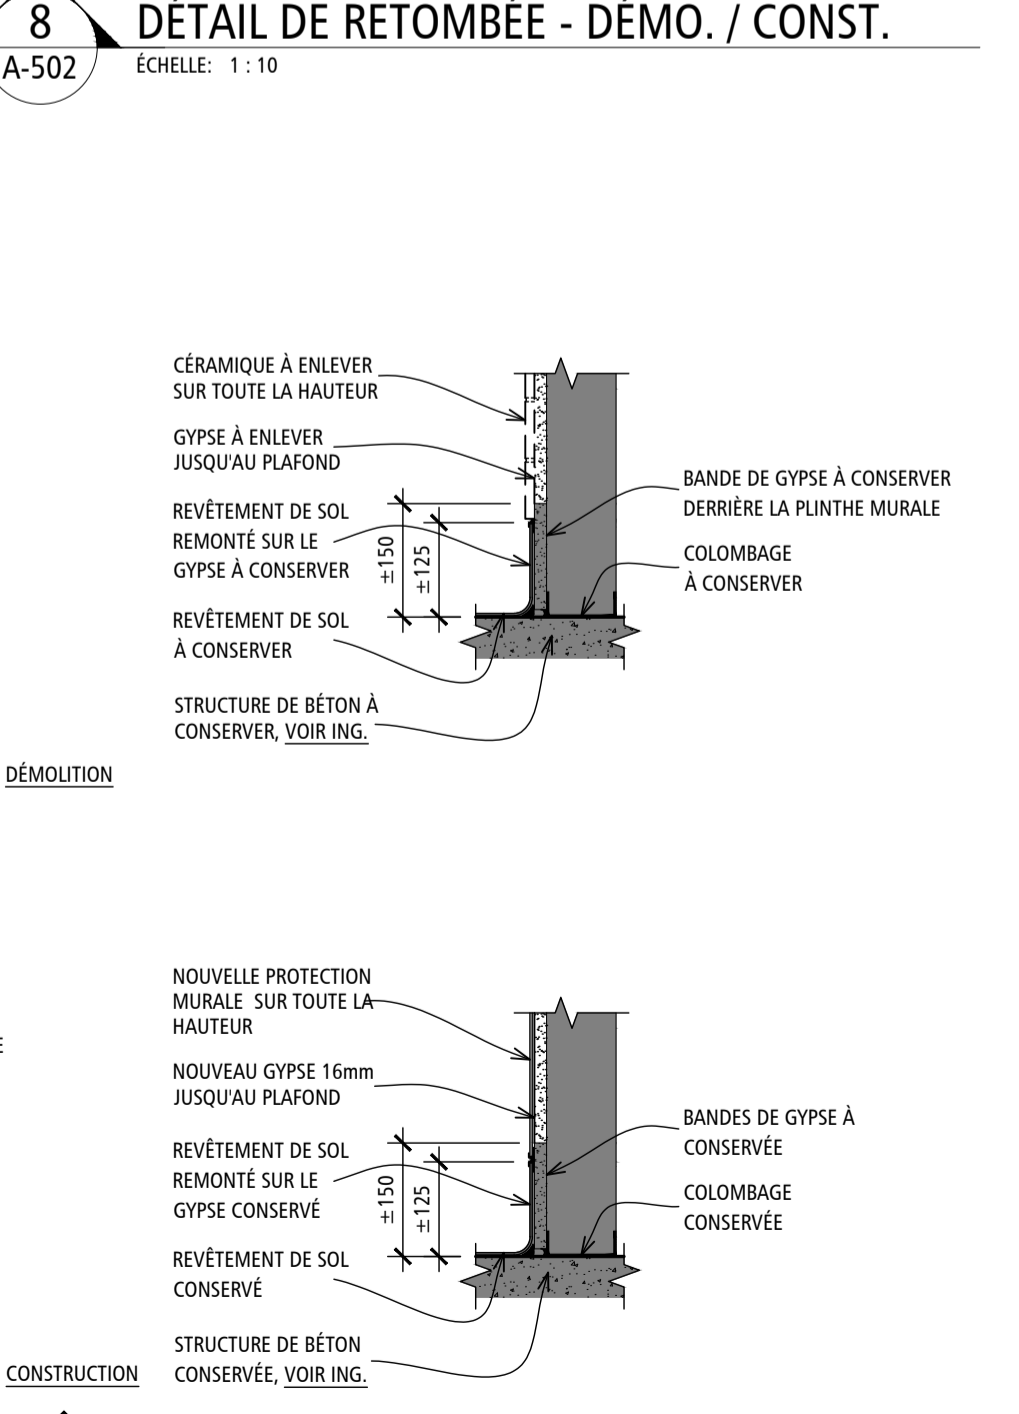 8
A-502
DÉTAIL DE RETOMBÉE - DÉMO. / CONST.
ÉCHELLE: 1 : 10
CÉRAMIQUE À ENLEVER
SUR TOUTE LA HAUTEUR
GYPSE À ENLEVER
JUSQU'AU PLAFOND
REVÊTEMENT DE SOL
REMONTÉ SUR LE
GYPSE À CONSERVER
±150
±125
REVÊTEMENT DE SOL
À CONSERVER
STRUCTURE DE BÉTON À
CONSERVER, VOIR ING.
BANDE DE GYPSE À CONSERVER
DERRIÈRE LA PLINTHE MURALE
COLOMBAGE
À CONSERVER
DÉMOLITION
NOUVELLE PROTECTION
MURALE SUR TOUTE LA
HAUTEUR
E
NOUVEAU GYPSE 16mm
JUSQU'AU PLAFOND
REVÊTEMENT DE SOL
REMONTÉ SUR LE
GYPSE CONSERVÉ
±150
±125
REVÊTEMENT DE SOL
CONSERVÉ
STRUCTURE DE BÉTON
CONSERVÉE, VOIR ING.
BANDES DE GYPSE À
CONSERVÉE
COLOMBAGE
CONSERVÉE
CONSTRUCTION